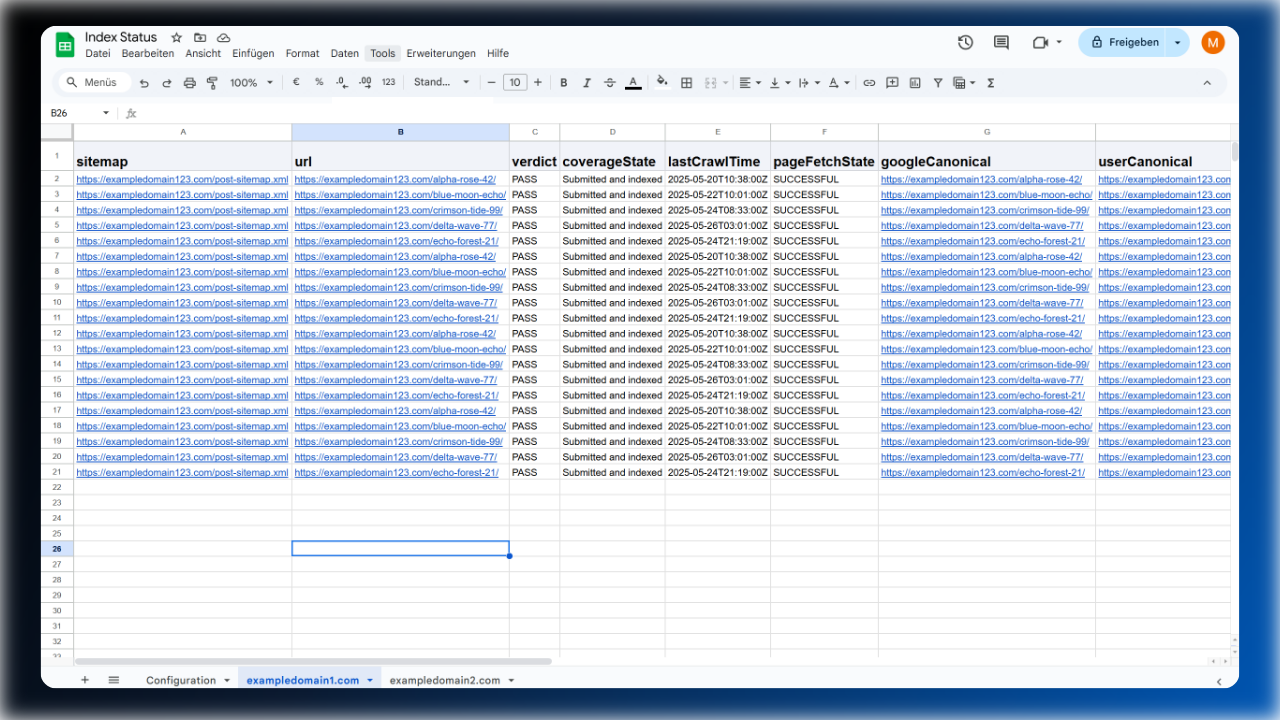 Index Status
Datei Bearbeiten Ansicht Einfügen Format Daten Tools Erweiterungen Hilfe
Freigeben
M
Menüs 100% € % .0 .00 123 Stand... − 10 + B I A Σ
B26 fx
A B C D E F G
1 sitemap url verdict coverageState lastCrawlTime pageFetchState googleCanonical userCanonical
2 https://exampledomain123.com/post-sitemap.xml https://exampledomain123.com/alpha-rose-42/ PASS Submitted and indexed 2025-05-20T10:38:00Z SUCCESSFUL https://exampledomain123.com/alpha-rose-42/ https://exampledomain123.com
3 https://exampledomain123.com/post-sitemap.xml https://exampledomain123.com/blue-moon-echo/ PASS Submitted and indexed 2025-05-22T10:01:00Z SUCCESSFUL https://exampledomain123.com/blue-moon-echo/ https://exampledomain123.com
4 https://exampledomain123.com/post-sitemap.xml https://exampledomain123.com/crimson-tide-99/ PASS Submitted and indexed 2025-05-24T08:33:00Z SUCCESSFUL https://exampledomain123.com/crimson-tide-99/ https://exampledomain123.com
5 https://exampledomain123.com/post-sitemap.xml https://exampledomain123.com/delta-wave-77/ PASS Submitted and indexed 2025-05-26T03:01:00Z SUCCESSFUL https://exampledomain123.com/delta-wave-77/ https://exampledomain123.com
6 https://exampledomain123.com/post-sitemap.xml https://exampledomain123.com/echo-forest-21/ PASS Submitted and indexed 2025-05-24T21:19:00Z SUCCESSFUL https://exampledomain123.com/echo-forest-21/ https://exampledomain123.com
7 https://exampledomain123.com/post-sitemap.xml https://exampledomain123.com/alpha-rose-42/ PASS Submitted and indexed 2025-05-20T10:38:00Z SUCCESSFUL https://exampledomain123.com/alpha-rose-42/ https://exampledomain123.com
8 https://exampledomain123.com/post-sitemap.xml https://exampledomain123.com/blue-moon-echo/ PASS Submitted and indexed 2025-05-22T10:01:00Z SUCCESSFUL https://exampledomain123.com/blue-moon-echo/ https://exampledomain123.com
9 https://exampledomain123.com/post-sitemap.xml https://exampledomain123.com/crimson-tide-99/ PASS Submitted and indexed 2025-05-24T08:33:00Z SUCCESSFUL https://exampledomain123.com/crimson-tide-99/ https://exampledomain123.com
10 https://exampledomain123.com/post-sitemap.xml https://exampledomain123.com/delta-wave-77/ PASS Submitted and indexed 2025-05-26T03:01:00Z SUCCESSFUL https://exampledomain123.com/delta-wave-77/ https://exampledomain123.com
11 https://exampledomain123.com/post-sitemap.xml https://exampledomain123.com/echo-forest-21/ PASS Submitted and indexed 2025-05-24T21:19:00Z SUCCESSFUL https://exampledomain123.com/echo-forest-21/ https://exampledomain123.com
12 https://exampledomain123.com/post-sitemap.xml https://exampledomain123.com/alpha-rose-42/ PASS Submitted and indexed 2025-05-20T10:38:00Z SUCCESSFUL https://exampledomain123.com/alpha-rose-42/ https://exampledomain123.com
13 https://exampledomain123.com/post-sitemap.xml https://exampledomain123.com/blue-moon-echo/ PASS Submitted and indexed 2025-05-22T10:01:00Z SUCCESSFUL https://exampledomain123.com/blue-moon-echo/ https://exampledomain123.com
14 https://exampledomain123.com/post-sitemap.xml https://exampledomain123.com/crimson-tide-99/ PASS Submitted and indexed 2025-05-24T08:33:00Z SUCCESSFUL https://exampledomain123.com/crimson-tide-99/ https://exampledomain123.com
15 https://exampledomain123.com/post-sitemap.xml https://exampledomain123.com/delta-wave-77/ PASS Submitted and indexed 2025-05-26T03:01:00Z SUCCESSFUL https://exampledomain123.com/delta-wave-77/ https://exampledomain123.com
16 https://exampledomain123.com/post-sitemap.xml https://exampledomain123.com/echo-forest-21/ PASS Submitted and indexed 2025-05-24T21:19:00Z SUCCESSFUL https://exampledomain123.com/echo-forest-21/ https://exampledomain123.com
17 https://exampledomain123.com/post-sitemap.xml https://exampledomain123.com/alpha-rose-42/ PASS Submitted and indexed 2025-05-20T10:38:00Z SUCCESSFUL https://exampledomain123.com/alpha-rose-42/ https://exampledomain123.com
18 https://exampledomain123.com/post-sitemap.xml https://exampledomain123.com/blue-moon-echo/ PASS Submitted and indexed 2025-05-22T10:01:00Z SUCCESSFUL https://exampledomain123.com/blue-moon-echo/ https://exampledomain123.com
19 https://exampledomain123.com/post-sitemap.xml https://exampledomain123.com/crimson-tide-99/ PASS Submitted and indexed 2025-05-24T08:33:00Z SUCCESSFUL https://exampledomain123.com/crimson-tide-99/ https://exampledomain123.com
20 https://exampledomain123.com/post-sitemap.xml https://exampledomain123.com/delta-wave-77/ PASS Submitted and indexed 2025-05-26T03:01:00Z SUCCESSFUL https://exampledomain123.com/delta-wave-77/ https://exampledomain123.com
21 https://exampledomain123.com/post-sitemap.xml https://exampledomain123.com/echo-forest-21/ PASS Submitted and indexed 2025-05-24T21:19:00Z SUCCESSFUL https://exampledomain123.com/echo-forest-21/ https://exampledomain123.com
22
23
24
25
26
27
28
29
30
31
32
33
Configuration exampledomain1.com exampledomain2.com